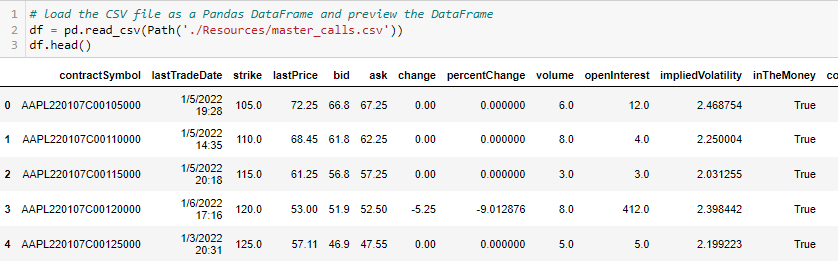 1 # load the CSV file as a Pandas DataFrame and preview the DataFrame
2 df = pd.read_csv(Path('./Resources/master_calls.csv'))
3 df.head()
contractSymbol lastTradeDate strike lastPrice bid ask change percentChange volume openInterest impliedVolatility inTheMoney co
0 AAPL220107C00105000 1/5/2022 19:28 105.0 72.25 66.8 67.25 0.00 0.000000 6.0 12.0 2.468754 True
1 AAPL220107C00110000 1/5/2022 14:35 110.0 68.45 61.8 62.25 0.00 0.000000 8.0 4.0 2.250004 True
2 AAPL220107C00115000 1/5/2022 20:18 115.0 61.25 56.8 57.25 0.00 0.000000 3.0 3.0 2.031255 True
3 AAPL220107C00120000 1/6/2022 17:16 120.0 53.00 51.9 52.50 -5.25 -9.012876 8.0 412.0 2.398442 True
4 AAPL220107C00125000 1/3/2022 20:31 125.0 57.11 46.9 47.55 0.00 0.000000 5.0 5.0 2.199223 True